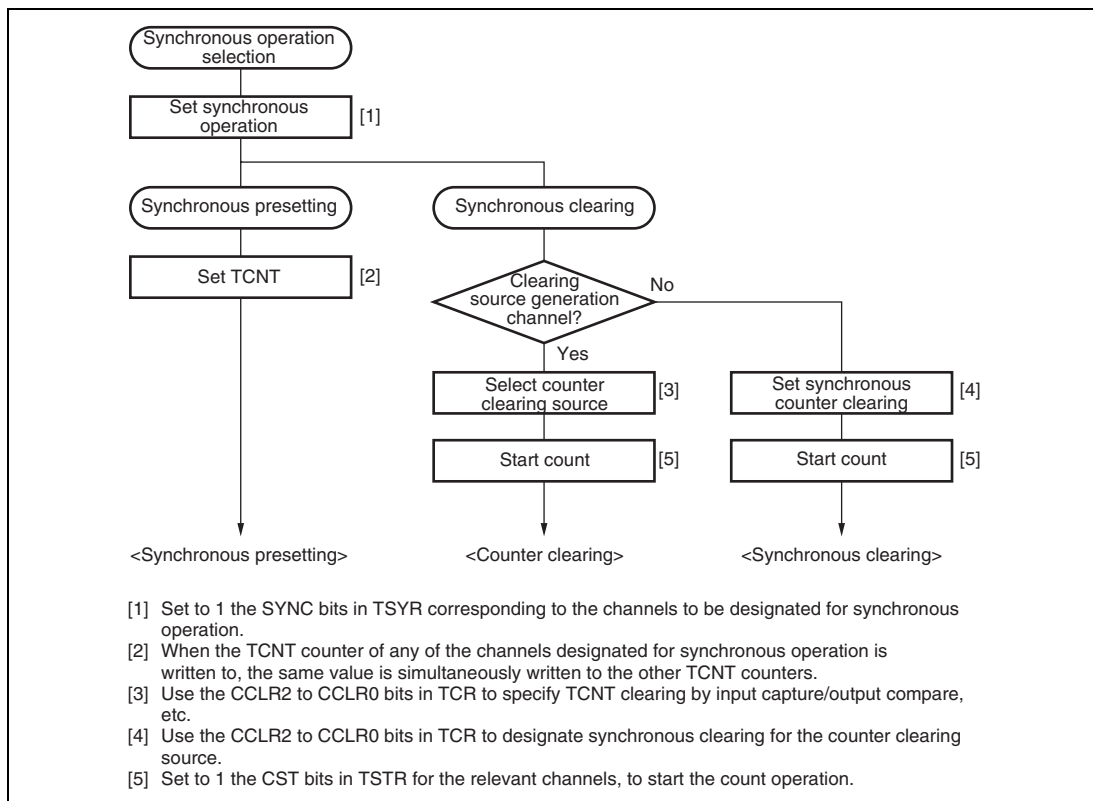 Synchronous operation
selection
Set synchronous
operation
[1]
Synchronous presetting
Synchronous clearing
Set TCNT
[2]
Clearing
source generation
channel?
No
Yes
Select counter
clearing source
[3]
Set synchronous
counter clearing
[4]
Start count
[5]
Start count
[5]
<Synchronous presetting>
<Counter clearing>
<Synchronous clearing>
[1] Set to 1 the SYNC bits in TSYR corresponding to the channels to be designated for synchronous
operation.
[2] When the TCNT counter of any of the channels designated for synchronous operation is
written to, the same value is simultaneously written to the other TCNT counters.
[3] Use the CCLR2 to CCLR0 bits in TCR to specify TCNT clearing by input capture/output compare,
etc.
[4] Use the CCLR2 to CCLR0 bits in TCR to designate synchronous clearing for the counter clearing
source.
[5] Set to 1 the CST bits in TSTR for the relevant channels, to start the count operation.